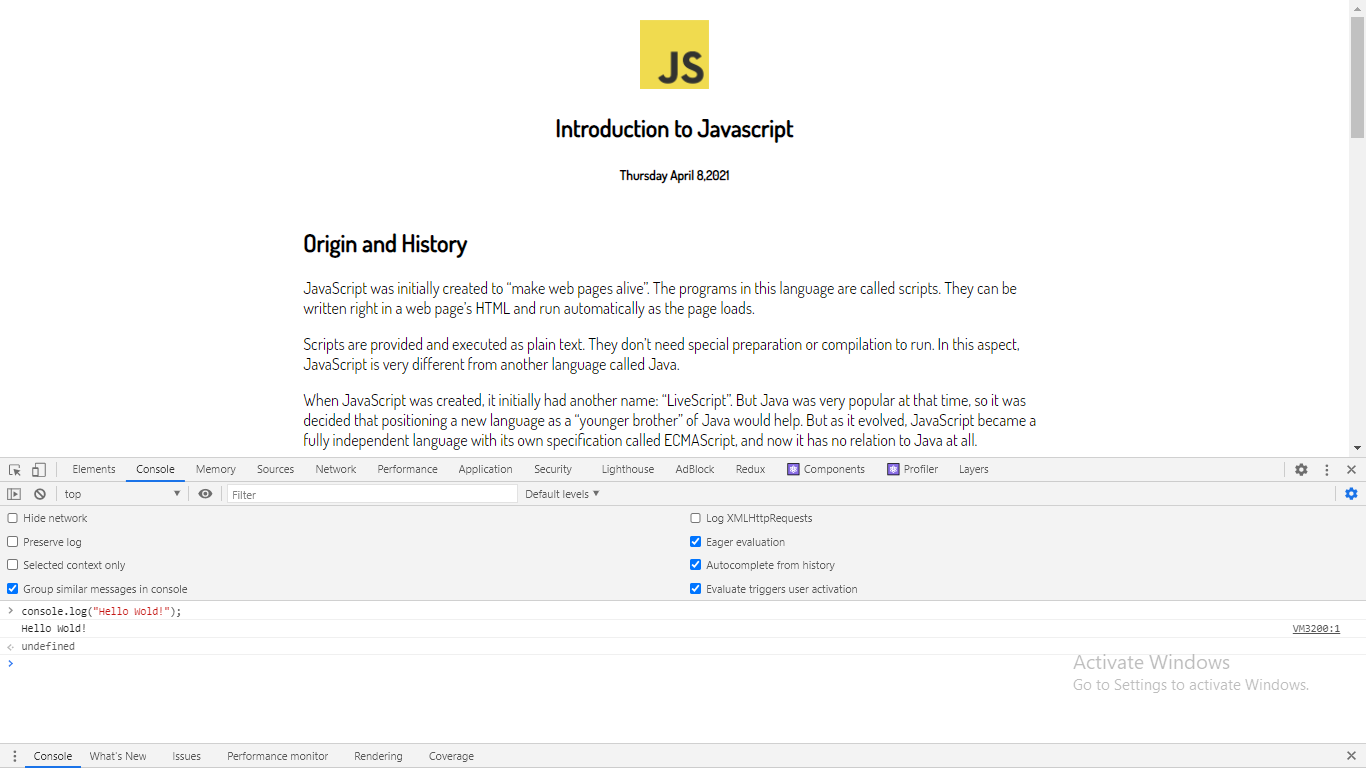 JS
Introduction to Javascript
Thursday April 8,2021
Origin and History
JavaScript was initially created to “make web pages alive”. The programs in this language are called scripts. They can be
written right in a web page’s HTML and run automatically as the page loads.
Scripts are provided and executed as plain text. They don’t need special preparation or compilation to run. In this aspect,
JavaScript is very different from another language called Java.
When JavaScript was created, it initially had another name: “LiveScript”. But Java was very popular at that time, so it was
decided that positioning a new language as a “younger brother” of Java would help. But as it evolved, JavaScript became a
fully independent language with its own specification called ECMAScript, and now it has no relation to Java at all.
Elements Console Memory Sources Network Performance Application Security Lighthouse AdBlock Redux Components Profiler Layers
top Filter Default levels
Hide network Log XMLHttpRequests
Preserve log Eager evaluation
Selected context only Autocomplete from history
Group similar messages in console Evaluate triggers user activation
console.log("Hello Wold!");
Hello Wold! VM3200:1
undefined
Activate Windows
Go to Settings to activate Windows.
Console What's New Issues Performance monitor Rendering Coverage